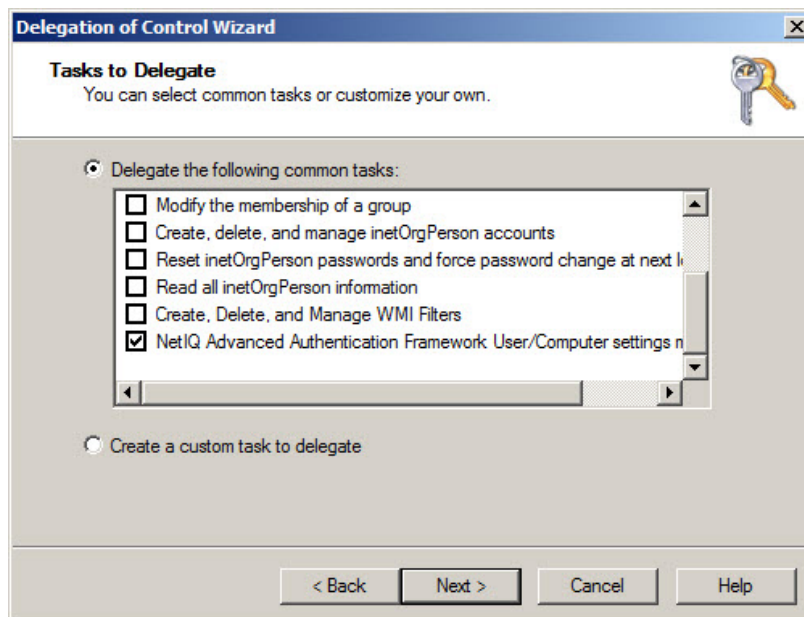 Delegation of Control Wizard
Tasks to Delegate
You can select common tasks or customize your own.
Delegate the following common tasks:
Modify the membership of a group
Create, delete, and manage inetOrgPerson accounts
Reset inetOrgPerson passwords and force password change at next
Read all inetOrgPerson information
Create, Delete, and Manage WMI Filters
NetIQ Advanced Authentication Framework User/Computer settings
Create a custom task to delegate
< Back
Next >
Cancel
Help